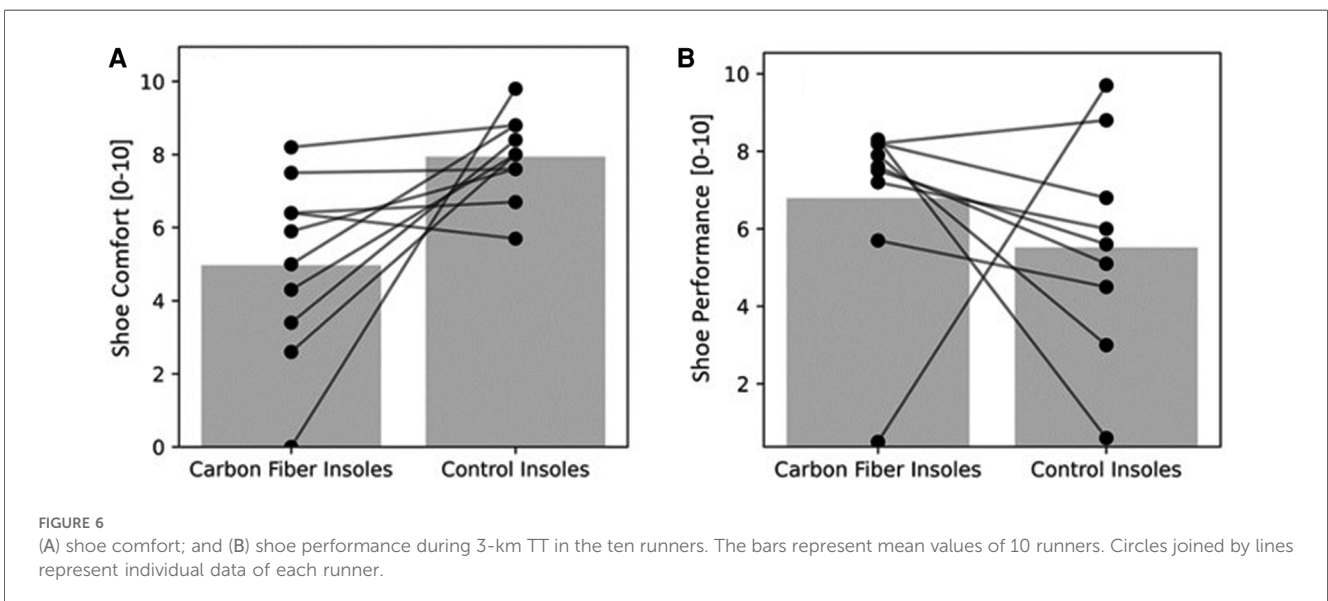 A
Shoe Comfort [0-10]
10
8
6
4
2
0
Carbon Fiber Insoles
Control Insoles
B
Shoe Performance [0-10]
10
8
6
4
2
Carbon Fiber Insoles
Control Insoles
FIGURE 6
(A) shoe comfort; and (B) shoe performance during 3-km TT in the ten runners. The bars represent mean values of 10 runners. Circles joined by lines
represent individual data of each runner.